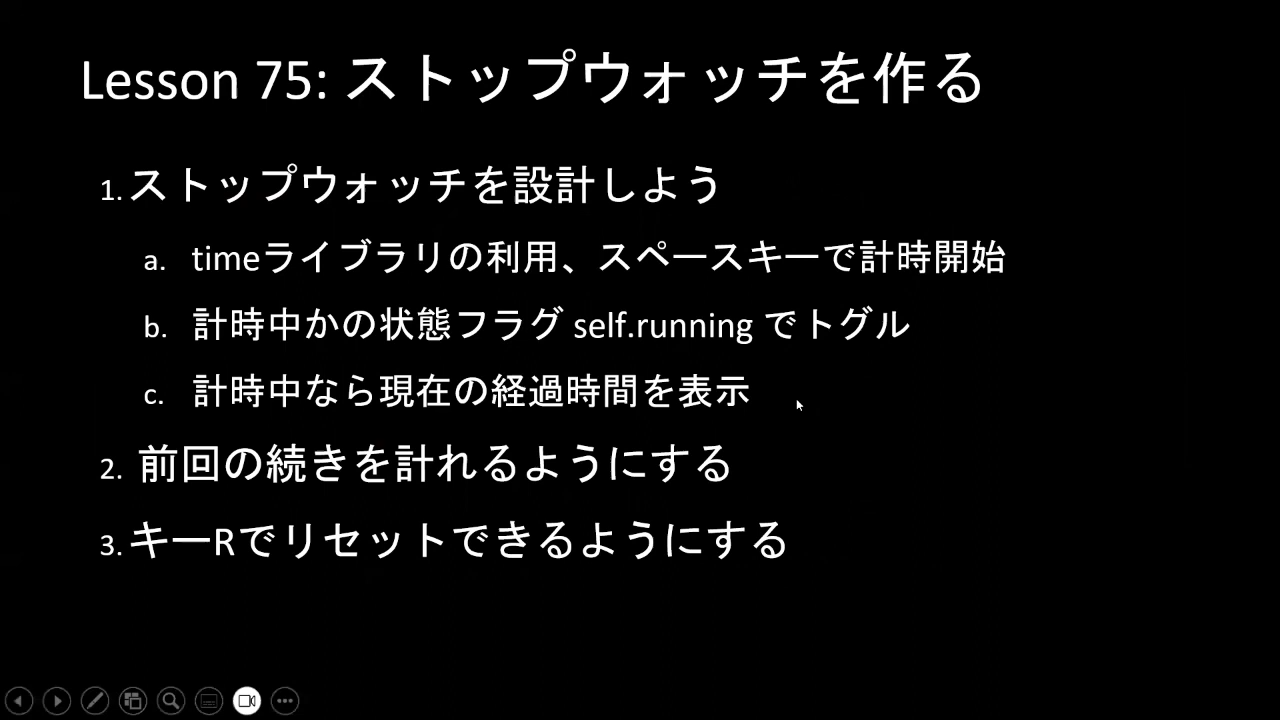 Lesson 75: ストップウォッチを作る
1. ストップウォッチを設計しよう
a. timeライブラリの利用、スペースキーで計時開始
b. 計時中かの状態フラグ self.running でトグル
c. 計時中なら現在の経過時間を表示
2. 前回の続きを計れるようにする
3. キーRでリセットできるようにする